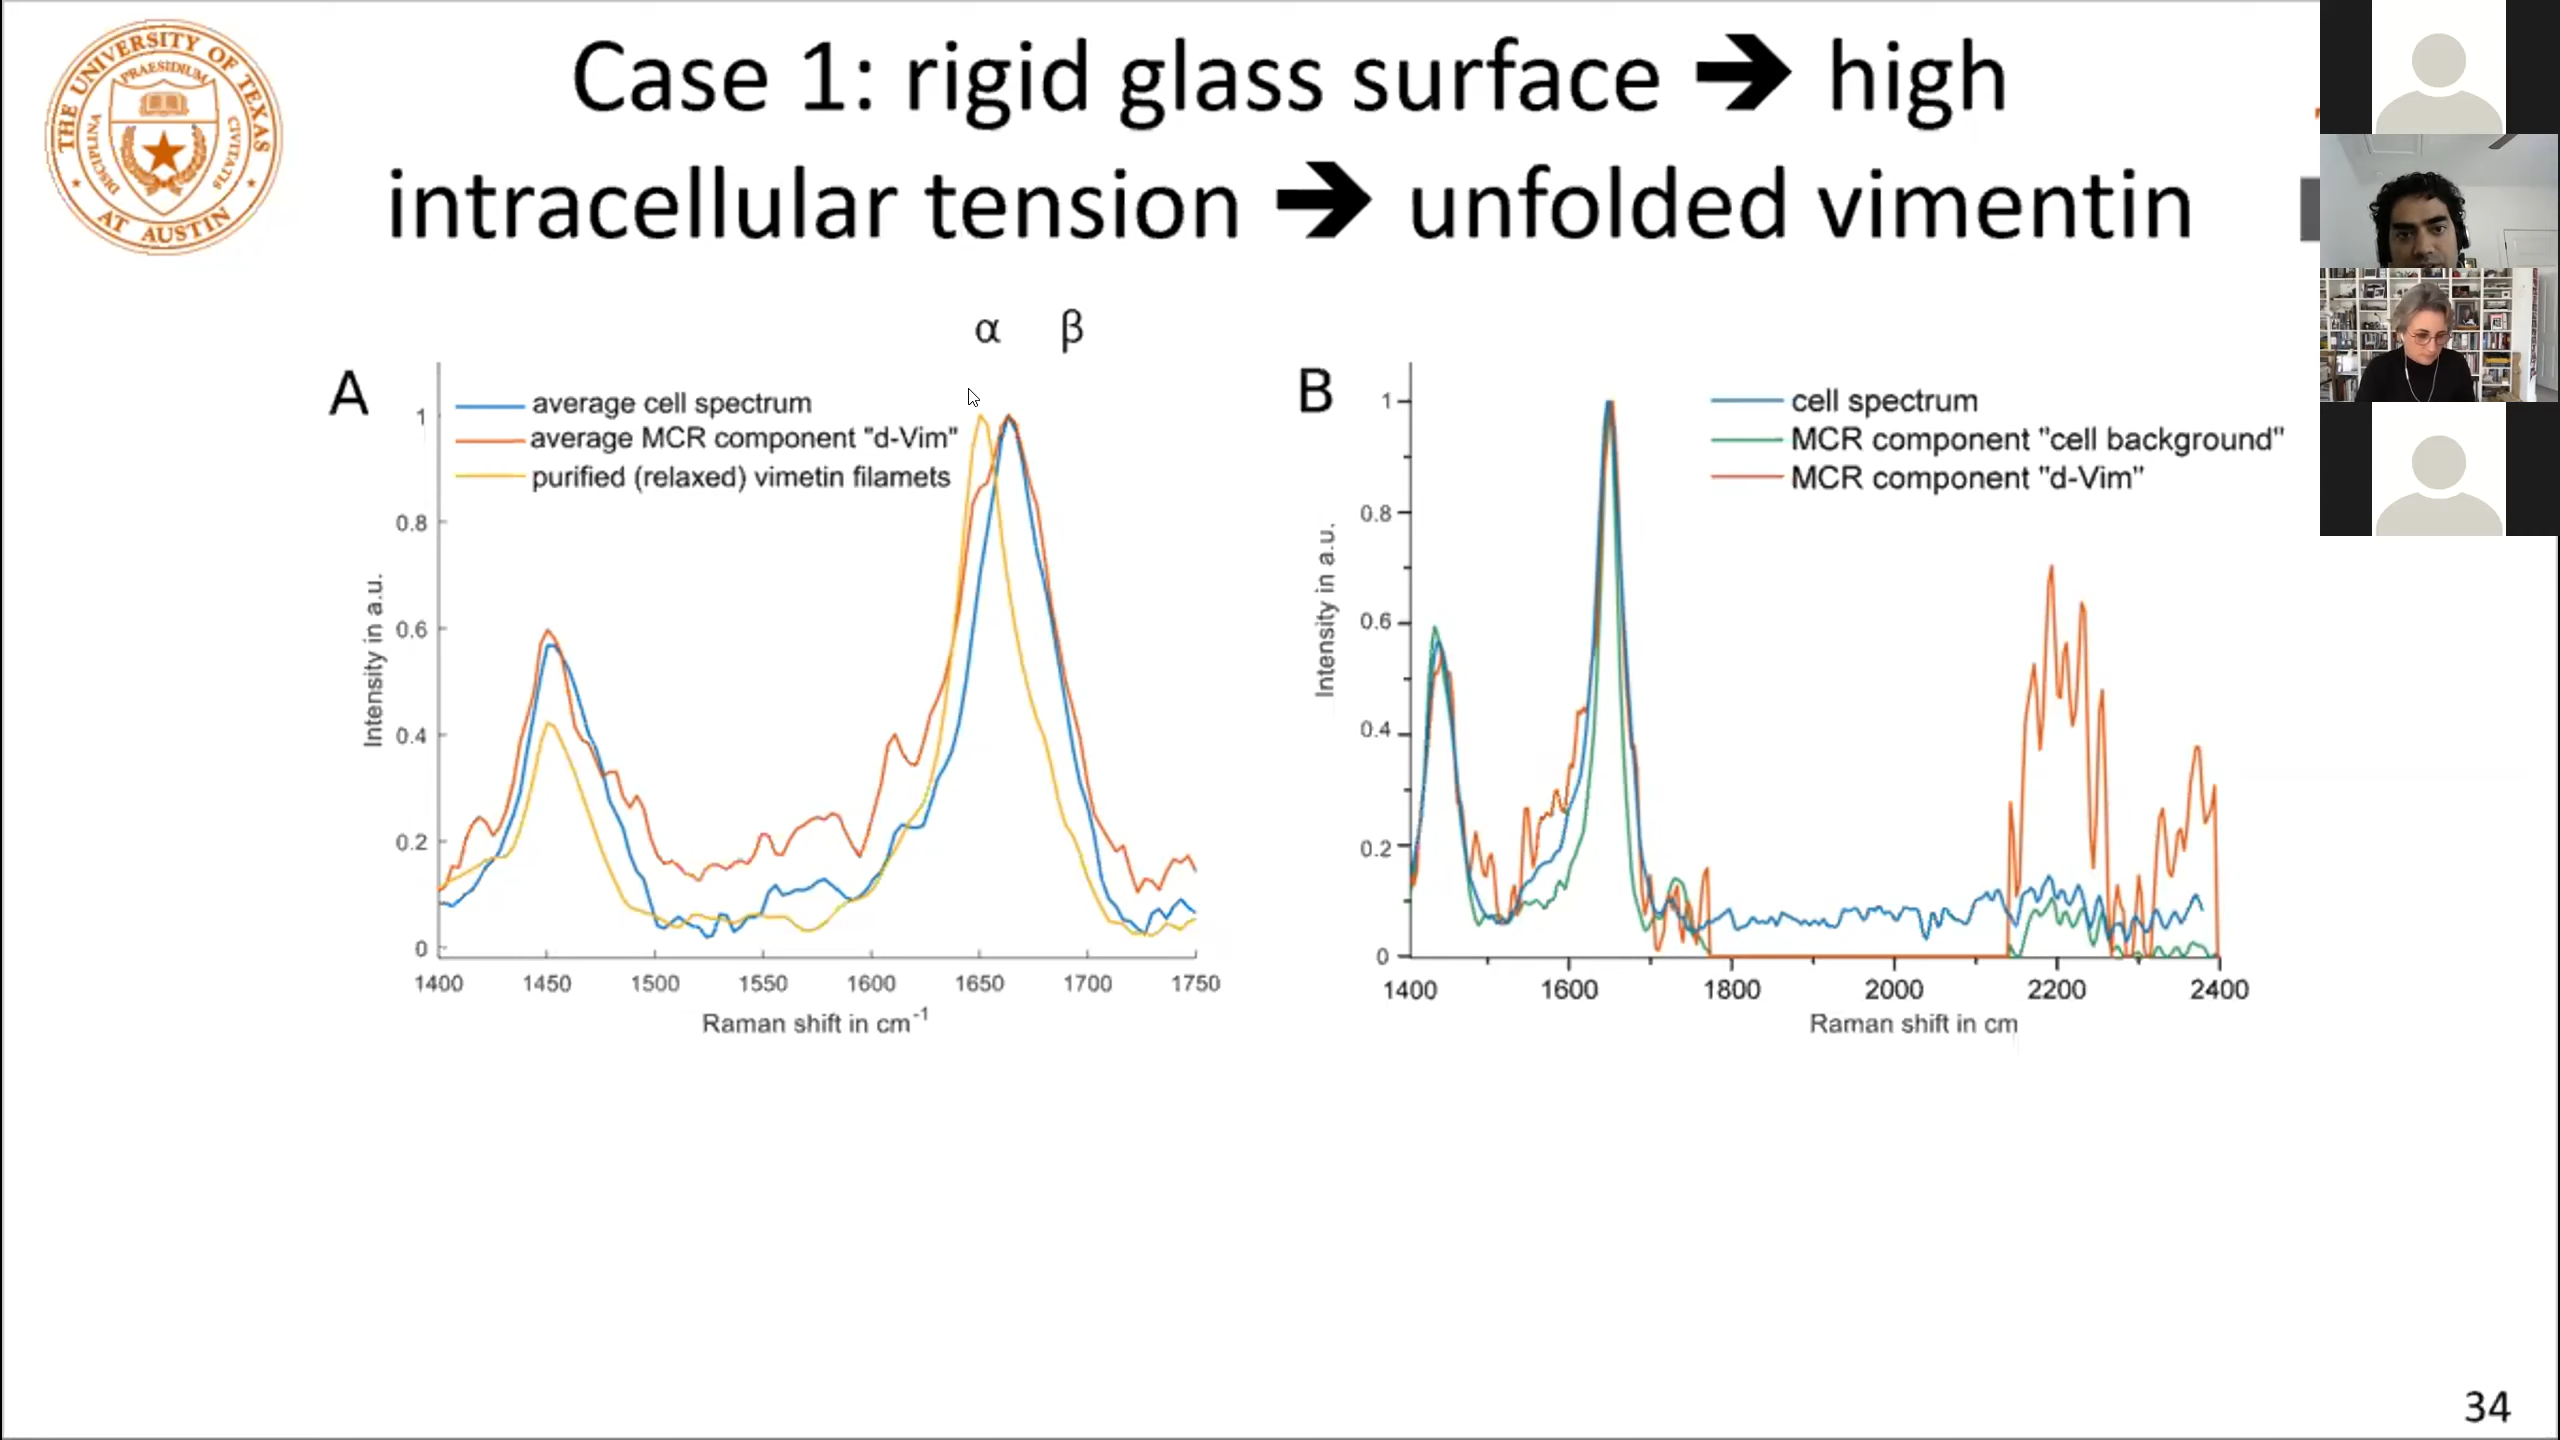 THE UNIVERSITY OF TEXAS
AT AUSTIN
PRAESIDIUM
DISCIPLINA
CIVITATIS
Case 1: rigid glass surface ➔ high
intracellular tension ➔ unfolded vimentin
α β
A
average cell spectrum
average MCR component "d-Vim"
purified (relaxed) vimetin filamets
1
0.8
0.6
0.4
0.2
0
Intensity in a.u.
1400 1450 1500 1550 1600 1650 1700 1750
Raman shift in cm⁻¹
B
cell spectrum
MCR component "cell background"
MCR component "d-Vim"
1
0.8
0.6
0.4
0.2
0
Intensity in a.u.
1400 1600 1800 2000 2200 2400
Raman shift in cm
34